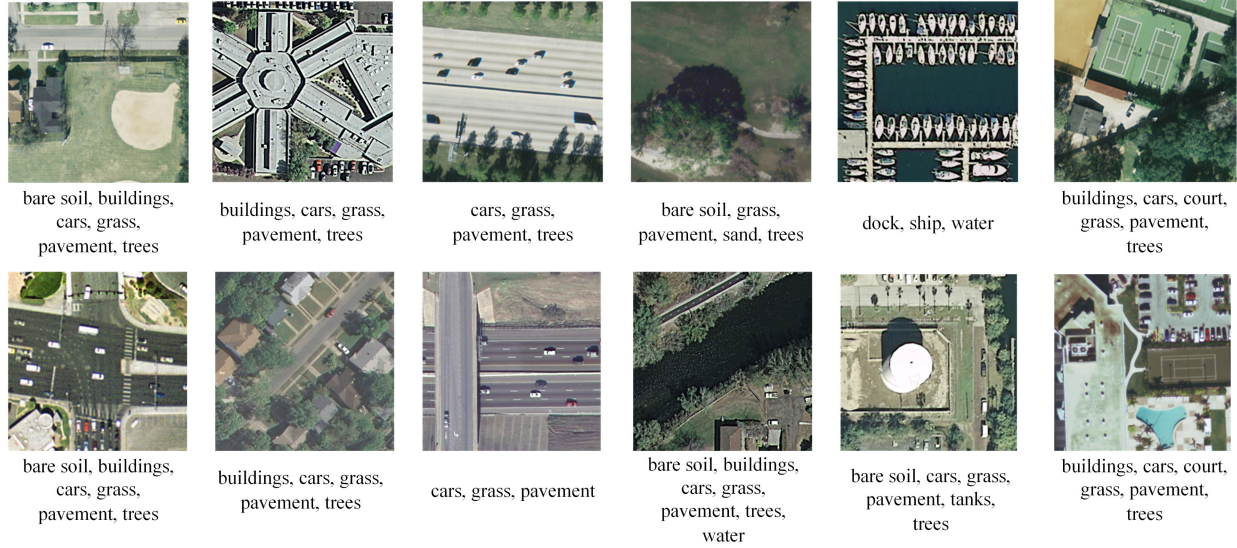 bare soil, buildings,
cars, grass,
pavement, trees
buildings, cars, grass,
pavement, trees
cars, grass,
pavement, trees
bare soil, grass,
pavement, sand, trees
dock, ship, water
buildings, cars, court,
grass, pavement,
trees
bare soil, buildings,
cars, grass,
pavement, trees
buildings, cars, grass,
pavement, trees
cars, grass, pavement
bare soil, buildings,
cars, grass,
pavement, trees,
water
bare soil, cars, grass,
pavement, tanks,
trees
buildings, cars, court,
grass, pavement,
trees